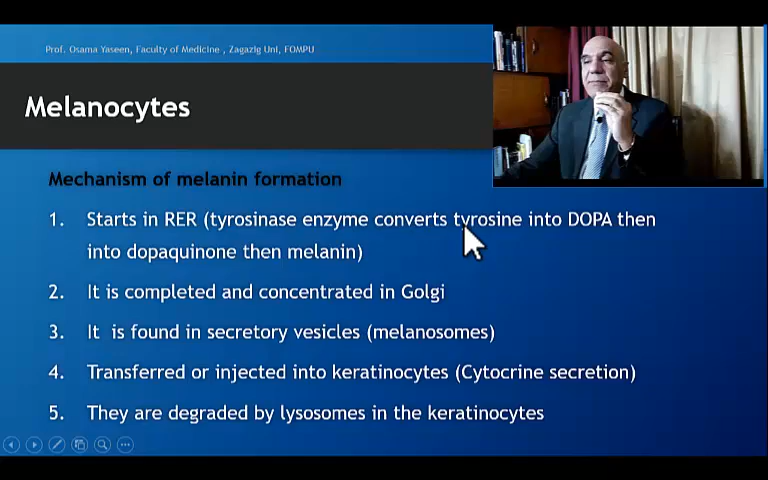 Prof. Osama Yaseen, Faculty of Medicine , Zagazig Uni, FOMPU
Melanocytes
Mechanism of melanin formation
1. Starts in RER (tyrosinase enzyme converts tyrosine into DOPA then
into dopaquinone then melanin)
2. It is completed and concentrated in Golgi
3. It is found in secretory vesicles (melanosomes)
4. Transferred or injected into keratinocytes (Cytocrine secretion)
5. They are degraded by lysosomes in the keratinocytes